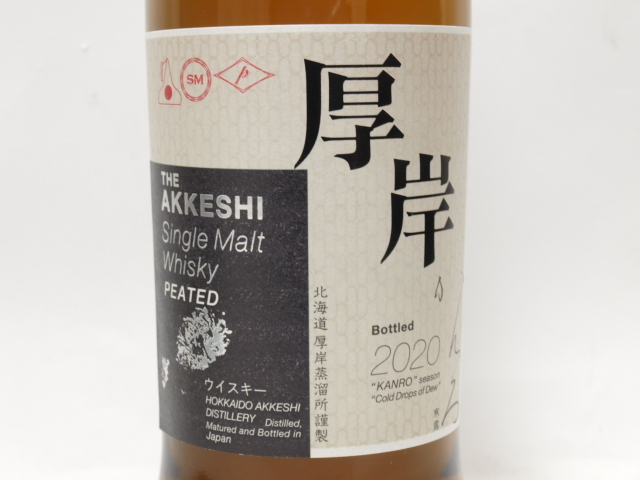 SM
P
厚岸
THE
AKKESHI
Single Malt
Whisky
PEATED
ウイスキー
HOKKAIDO AKKESHI
DISTILLERY Distilled,
Matured and Bottled in
Japan
北海道 厚岸蒸溜所謹製
Bottled
2020
"KANRO" season
"Cold Drops of Dew"
寒露